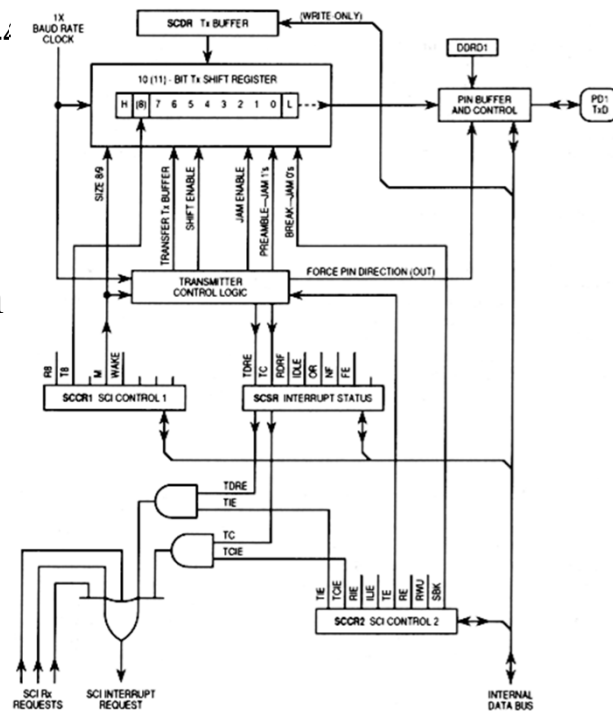 1X
BAUD RATE
CLOCK
SCDR Tx BUFFER
(WRITE-ONLY)
DDRD1
10 (11) - BIT Tx SHIFT REGISTER
H (8) 7 6 5 4 3 2 1 0 L
PIN BUFFER
AND CONTROL
PD1
TxD
SIZE 8/9
TRANSFER Tx BUFFER
SHIFT ENABLE
JAM ENABLE
PREAMBLE—JAM 1's
BREAK—JAM 0's
TRANSMITTER
CONTROL LOGIC
FORCE PIN DIRECTION (OUT)
R8
T8
M
WAKE
TDRE
TC
RDRF
IDLE
OR
NF
FE
SCCR1 SCI CONTROL 1
SCSR INTERRUPT STATUS
TDRE
TIE
TC
TCIE
TIE
TCIE
RIE
ILIE
TE
RE
RWU
SBK
SCCR2 SCI CONTROL 2
SCI Rx
REQUESTS
SCI INTERRUPT
REQUEST
INTERNAL
DATA BUS